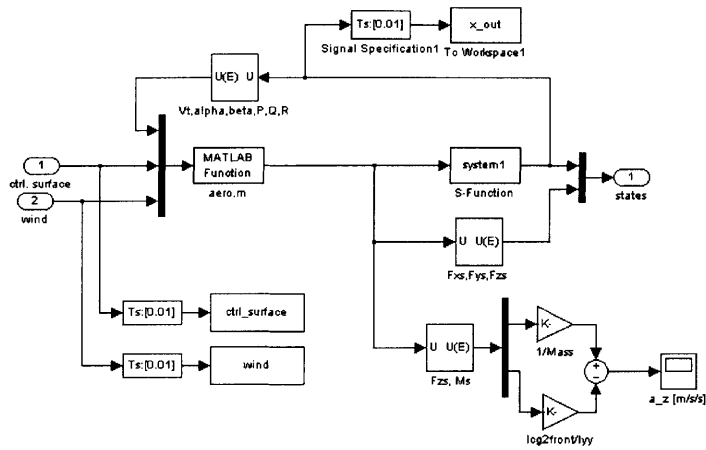 Ts:[0.01]
x_out
Signal Specification1
To Workspace1
U(E) U
Vt,alpha,beta,P,Q,R
1
ctrl. surface
MATLAB
Function
aero.m
system1
S-Function
1
states
2
wind
U U(E)
Fxs,Fys,Fzs
Ts:[0.01]
ctrl_surface
K-
1/Mass
U U(E)
Fzs, Ms
+
−
Ts:[0.01]
wind
a_z [m/s/s]
K-
lcg2front/Iyy